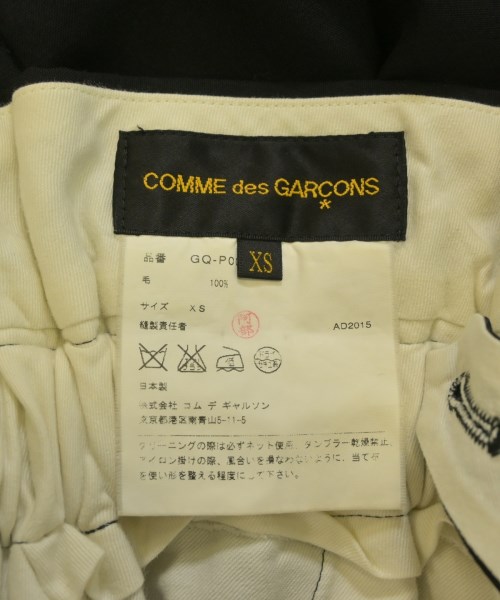 COMME des GARCONS
*
XS
品番 GQ-P0
毛 100%
サイズ XS
縫製責任者 阿部 AD2015
日本製
株式会社 コム デ ギャルソン
東京都港区南青山5-11-5
クリーニングの際は必ずネット使用、タンブラー乾燥禁止
アイロン掛けの際、風合いを損なわないように、当て布
を使い形を整える程度にして下さい。